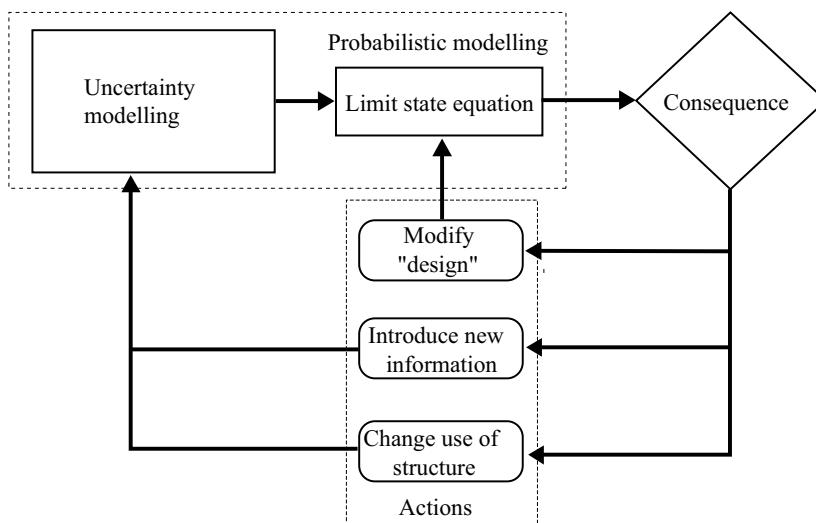 Probabilistic modelling
Uncertainty
modelling
Limit state equation
Consequence
Modify
"design"
Introduce new
information
Change use of
structure
Actions